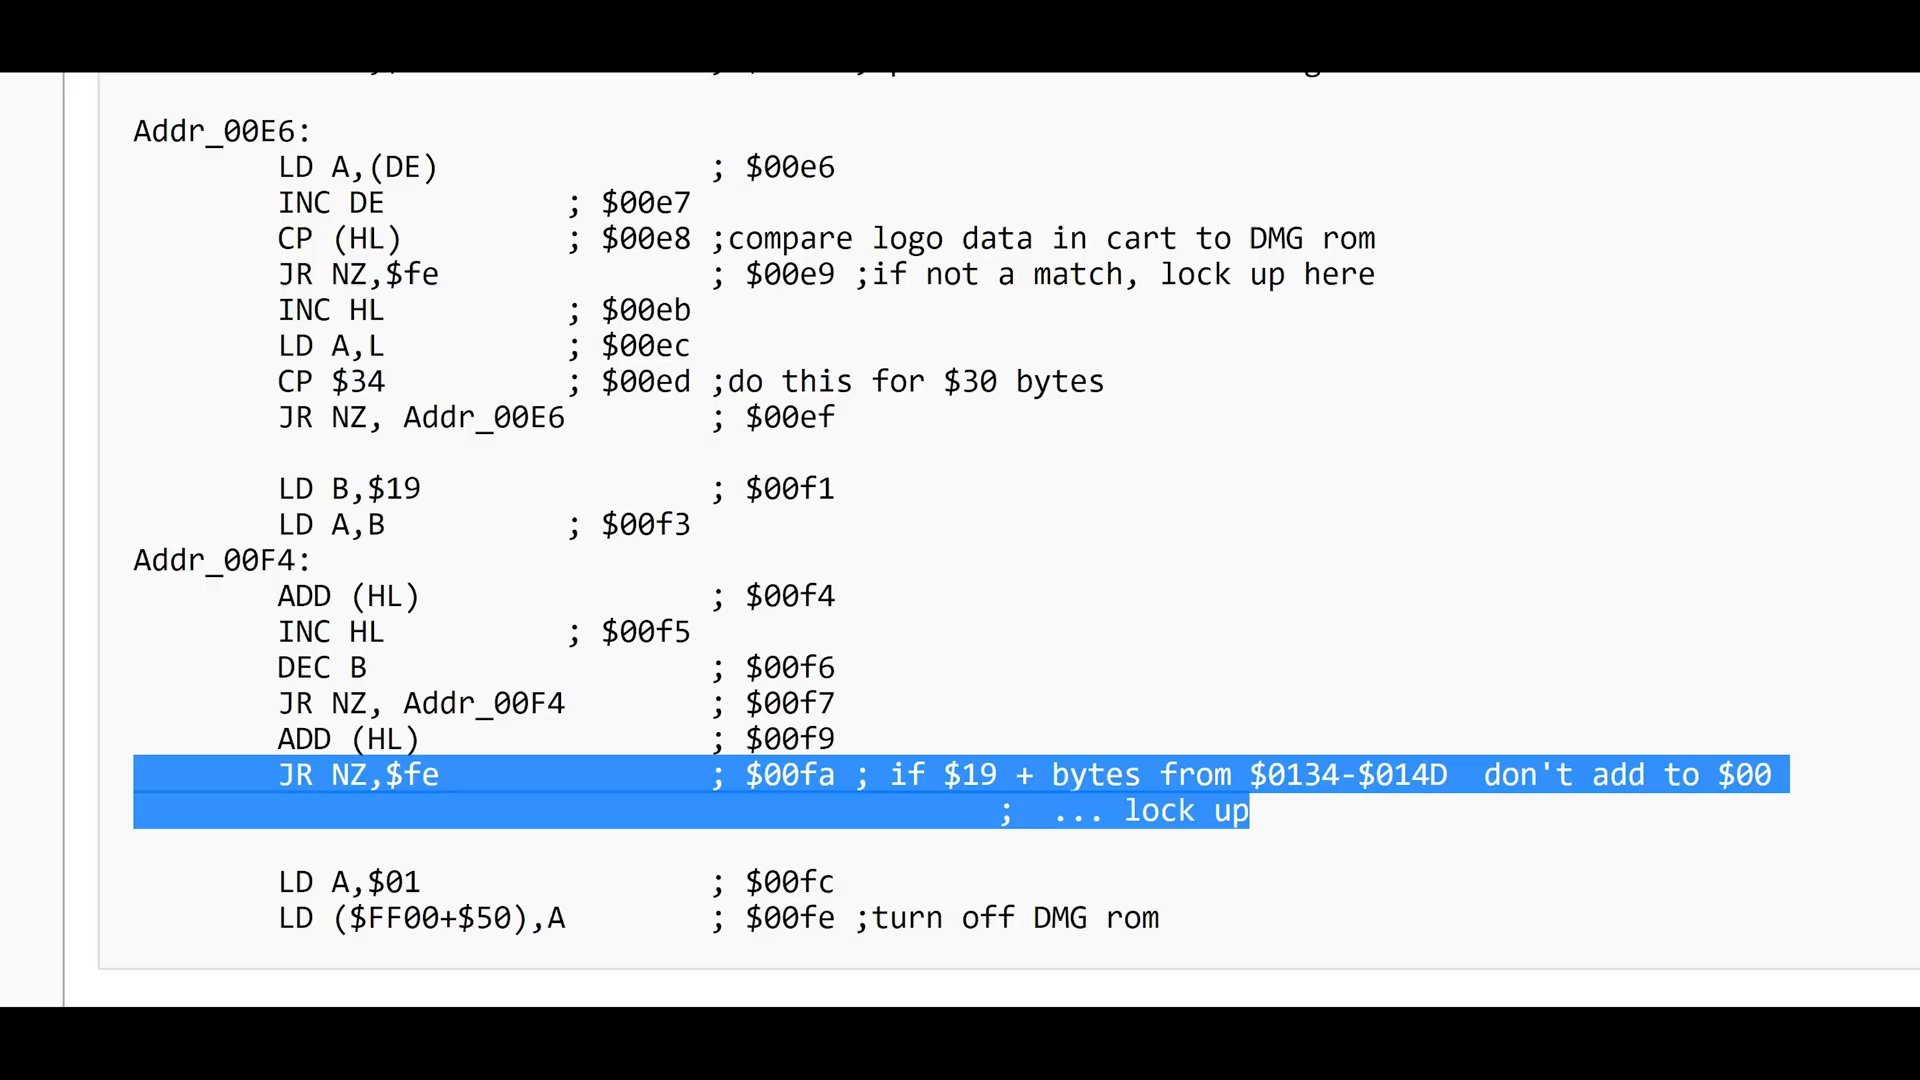 Addr_00E6:
LD A,(DE) ; $00e6
INC DE ; $00e7
CP (HL) ; $00e8 ;compare logo data in cart to DMG rom
JR NZ,$fe ; $00e9 ;if not a match, lock up here
INC HL ; $00eb
LD A,L ; $00ec
CP $34 ; $00ed ;do this for $30 bytes
JR NZ, Addr_00E6 ; $00ef
LD B,$19 ; $00f1
LD A,B ; $00f3
Addr_00F4:
ADD (HL) ; $00f4
INC HL ; $00f5
DEC B ; $00f6
JR NZ, Addr_00F4 ; $00f7
ADD (HL) ; $00f9
JR NZ,$fe ; $00fa ; if $19 + bytes from $0134-$014D  don't add to $00
;  ... lock up
LD A,$01 ; $00fc
LD ($FF00+$50),A ; $00fe ;turn off DMG rom